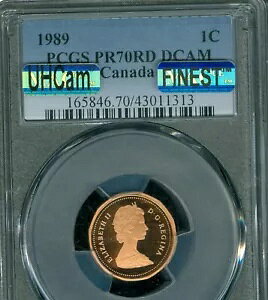 1989 1C
PCGS PR70RD DCAM
UHCam Canada FINEST
165846.70/43011313
ELIZABETH II D·G·REGINA